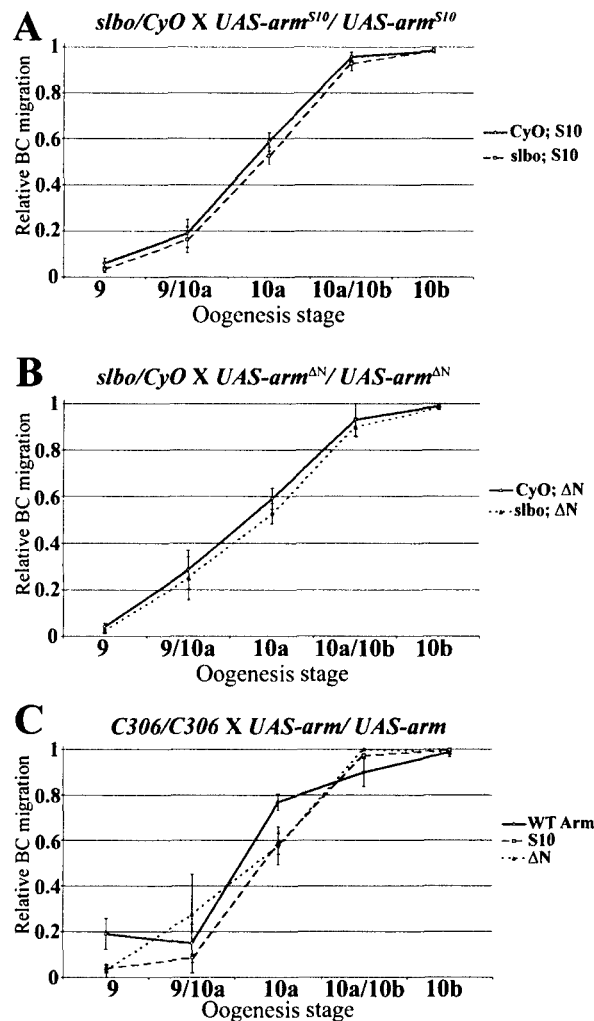 A
slbo/CyO X UAS-arm^S10/ UAS-arm^S10
Relative BC migration
1
0.8
0.6
0.4
0.2
0
9 9/10a 10a 10a/10b 10b
Oogenesis stage
CyO; S10
slbo; S10
B
slbo/CyO X UAS-arm^ΔN/ UAS-arm^ΔN
Relative BC migration
1
0.8
0.6
0.4
0.2
0
9 9/10a 10a 10a/10b 10b
Oogenesis stage
CyO; ΔN
slbo; ΔN
C
C306/C306 X UAS-arm/ UAS-arm
Relative BC migration
1
0.8
0.6
0.4
0.2
0
9 9/10a 10a 10a/10b 10b
Oogenesis stage
WT Arm
S10
ΔN